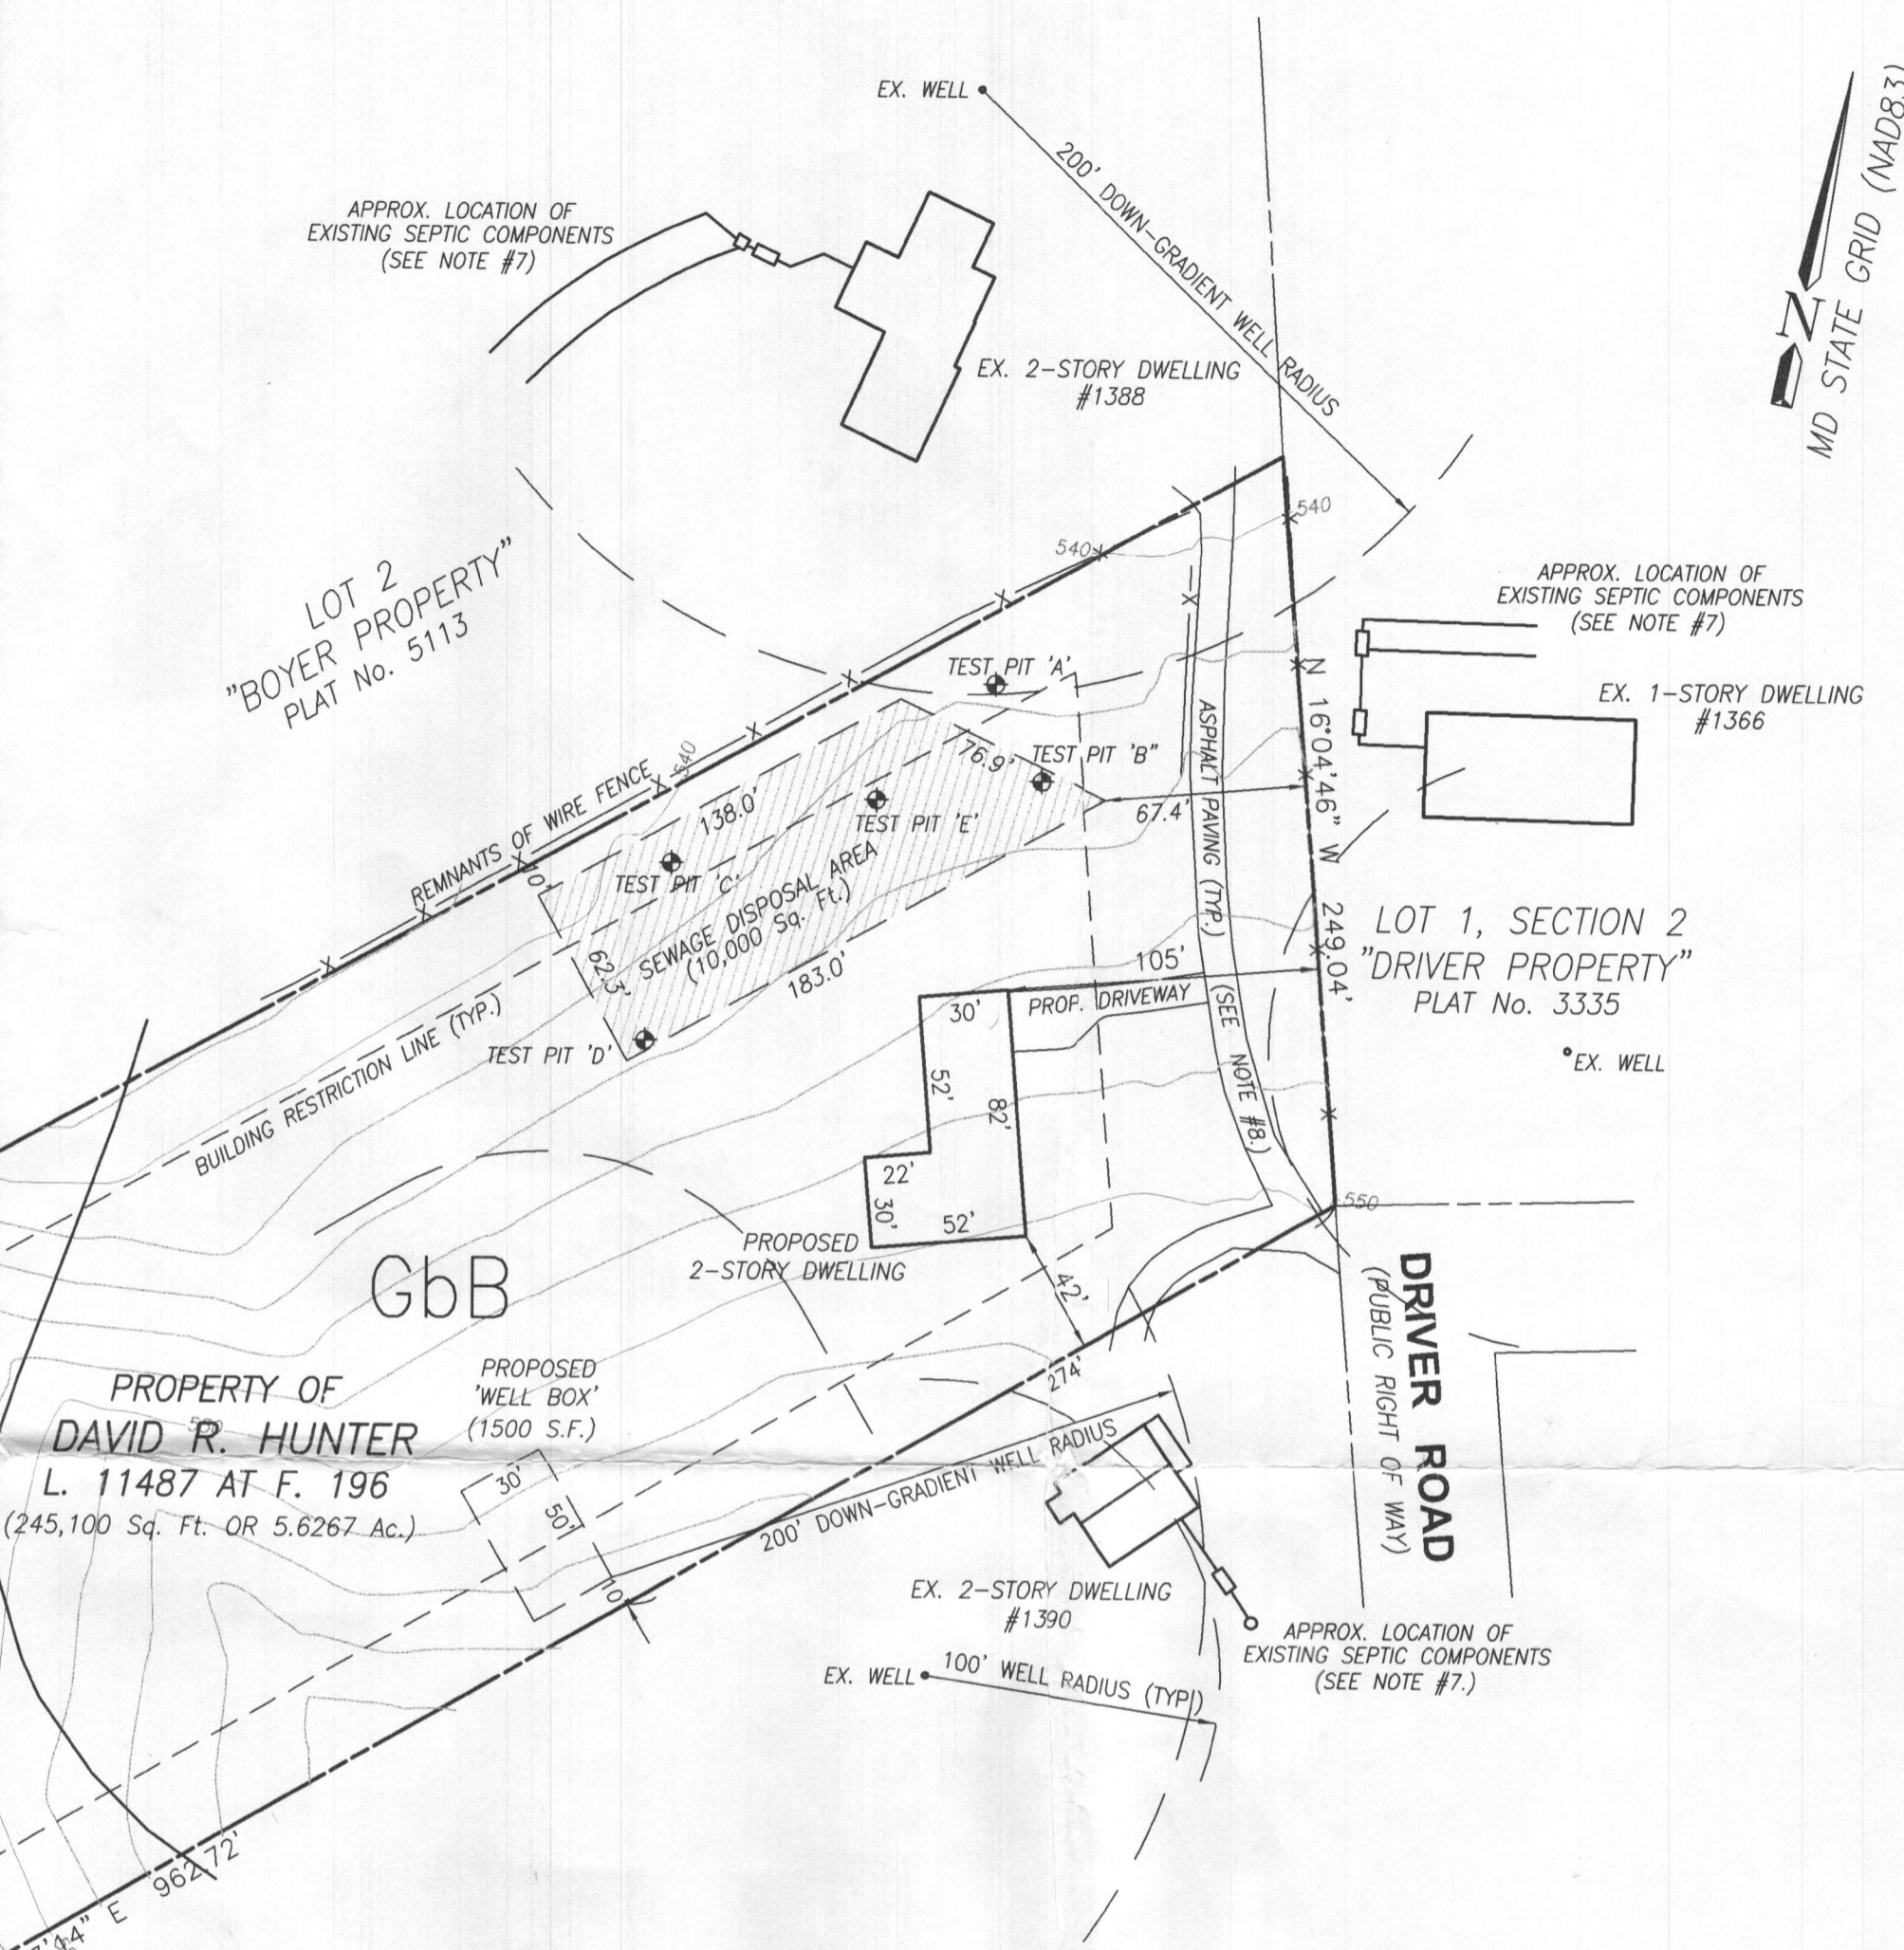 EX. WELL
200' DOWN-GRADIENT WELL RADIUS
N
MD STATE GRID (NAD83)
APPROX. LOCATION OF
EXISTING SEPTIC COMPONENTS
(SEE NOTE #7)
EX. 2-STORY DWELLING
#1388
LOT 2
"BOYER PROPERTY"
PLAT No. 5113
540
540
APPROX. LOCATION OF
EXISTING SEPTIC COMPONENTS
(SEE NOTE #7)
EX. 1-STORY DWELLING
#1366
TEST PIT 'A'
N 16°04'46" W 249.04'
ASPHALT PAVING (TYP.) (SEE NOTE #8.)
76.9'
TEST PIT 'B"
540
REMNANTS OF WIRE FENCE
138.0'
TEST PIT 'E'
67.4'
10'
TEST PIT 'C'
SEWAGE DISPOSAL AREA
(10,000 Sq. Ft.)
62.3'
183.0'
105'
LOT 1, SECTION 2
"DRIVER PROPERTY"
PLAT No. 3335
EX. WELL
BUILDING RESTRICTION LINE (TYP.)
TEST PIT 'D'
30'
PROP. DRIVEWAY
52'
82'
22'
30'
52'
550
PROPOSED
2-STORY DWELLING
42'
GbB
DRIVER ROAD
(PUBLIC RIGHT OF WAY)
274'
PROPERTY OF
DAVID R. HUNTER
L. 11487 AT F. 196
(245,100 Sq. Ft. OR 5.6267 Ac.)
PROPOSED
'WELL BOX'
(1500 S.F.)
30'
50'
10'
200' DOWN-GRADIENT WELL RADIUS
EX. 2-STORY DWELLING
#1390
APPROX. LOCATION OF
EXISTING SEPTIC COMPONENTS
(SEE NOTE #7.)
EX. WELL
100' WELL RADIUS (TYP.)
E 962.72'